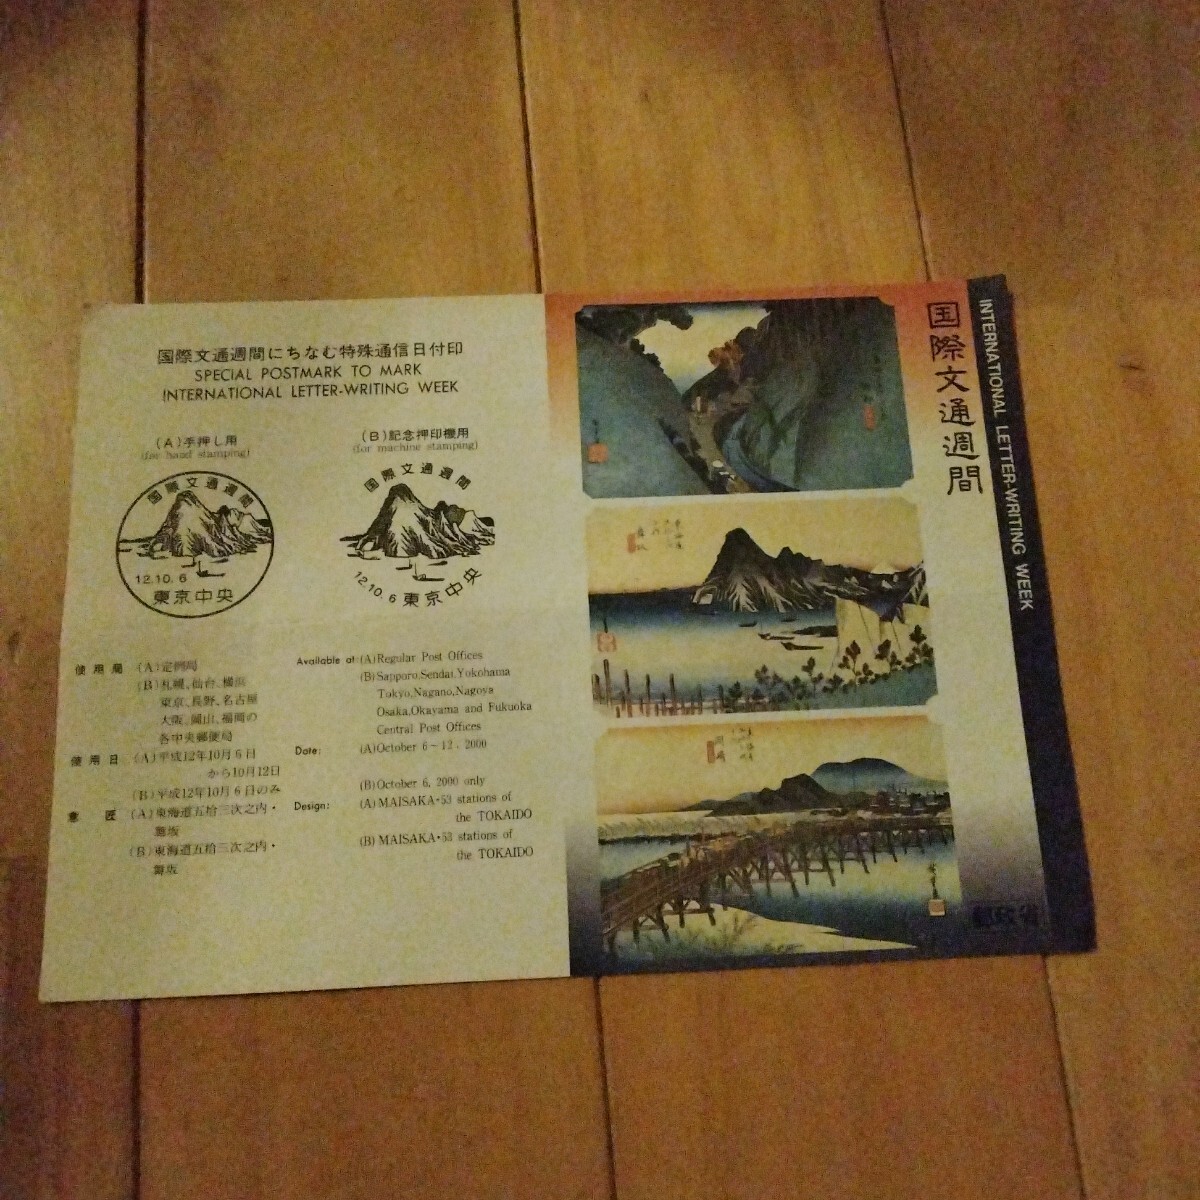 国際文通週間にちなむ特殊通信日付印
SPECIAL POSTMARK TO MARK
INTERNATIONAL LETTER-WRITING WEEK
(A)手押し用
(for hand stamping)
国際文通週間
12.10.6
東京中央
(B)記念押印機用
(for machine stamping)
国際文通週間
12.10.6 東京中央
使用局 (A)定例局
(B)札幌、仙台、横浜
東京、長野、名古屋
大阪、岡山、福岡の
各中央郵便局
使用日 (A)平成12年10月6日
から10月12日
(B)平成12年10月6日のみ
意匠 (A)東海道五拾三次之内・
舞坂
(B)東海道五拾三次之内・
舞坂
Available at: (A)Regular Post Offices
(B)Sapporo,Sendai,Yokohama
Tokyo,Nagano,Nagoya
Osaka,Okayama and Fukuoka
Central Post Offices
Date: (A)October 6~12, 2000
(B)October 6, 2000 only
Design: (A) MAISAKA・53 stations of
the TOKAIDO
(B) MAISAKA・53 stations of
the TOKAIDO
国際文通週間
INTERNATIONAL LETTER-WRITING WEEK
郵政省